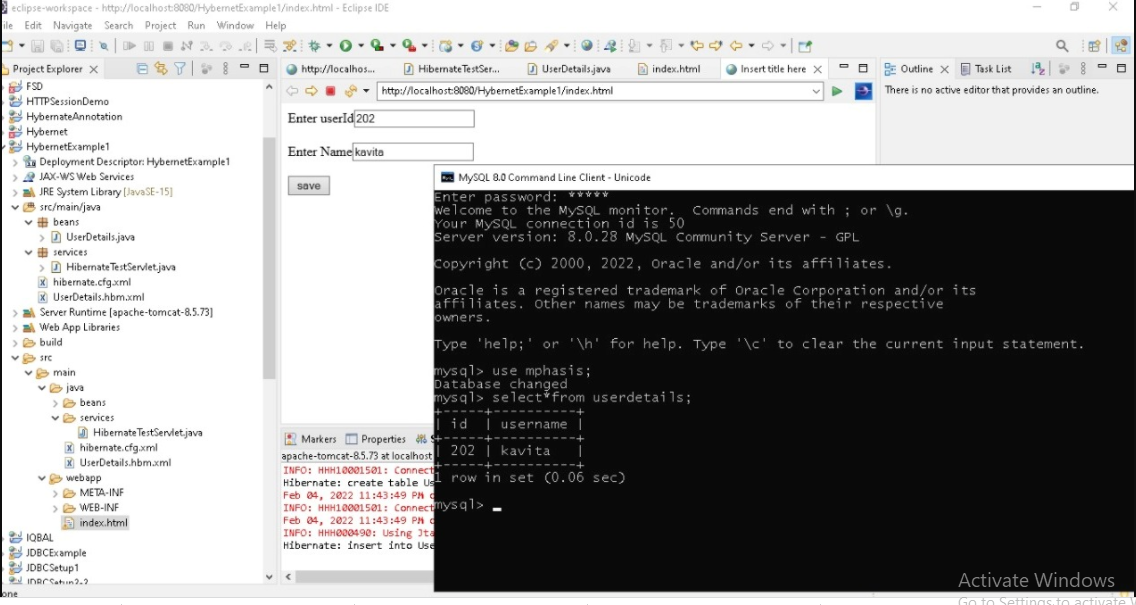 eclipse-workspace - http://localhost:8080/HybernetExample1/index.html - Eclipse IDE
ile Edit Navigate Search Project Run Window Help
Project Explorer
FSD
HTTPSessionDemo
HybernateAnnotation
Hybernet
HybernetExample1
Deployment Descriptor: HybernetExample1
JAX-WS Web Services
JRE System Library [JavaSE-15]
src/main/java
beans
UserDetails.java
services
HibernateTestServlet.java
hibernate.cfg.xml
UserDetails.hbm.xml
Server Runtime [apache-tomcat-8.5.73]
Web App Libraries
build
src
main
java
beans
services
HibernateTestServlet.java
hibernate.cfg.xml
UserDetails.hbm.xml
webapp
META-INF
WEB-INF
index.html
IQBAL
JDBCExample
JDBCSetup1
JDBCSetup2-2
one
http://localhos... HibernateTestSer... UserDetails.java index.html Insert title here
http://localhost:8080/HybernetExample1/index.html
Enter userId 202
Enter Name kavita
save
Outline Task List
There is no active editor that provides an outline.
Markers Properties S
apache-tomcat-8.5.73 at localhost
INFO: HHH10001501: Connect
Hibernate: create table Us
Feb 04, 2022 11:43:49 PM o
INFO: HHH10001501: Connect
Feb 04, 2022 11:43:49 PM o
INFO: HHH000490: Using Jta
Hibernate: insert into Use
MySQL 8.0 Command Line Client - Unicode
Enter password: *****
Welcome to the MySQL monitor.  Commands end with ; or \g.
Your MySQL connection id is 50
Server version: 8.0.28 MySQL Community Server - GPL
Copyright (c) 2000, 2022, Oracle and/or its affiliates.
Oracle is a registered trademark of Oracle Corporation and/or its
affiliates. Other names may be trademarks of their respective
owners.
Type 'help;' or '\h' for help. Type '\c' to clear the current input statement.
mysql> use mphasis;
Database changed
mysql> select*from userdetails;
+-----+----------+
| id  | username |
+-----+----------+
| 202 | kavita   |
+-----+----------+
1 row in set (0.06 sec)
mysql> _
Activate Windows
Go to Settings to activate W